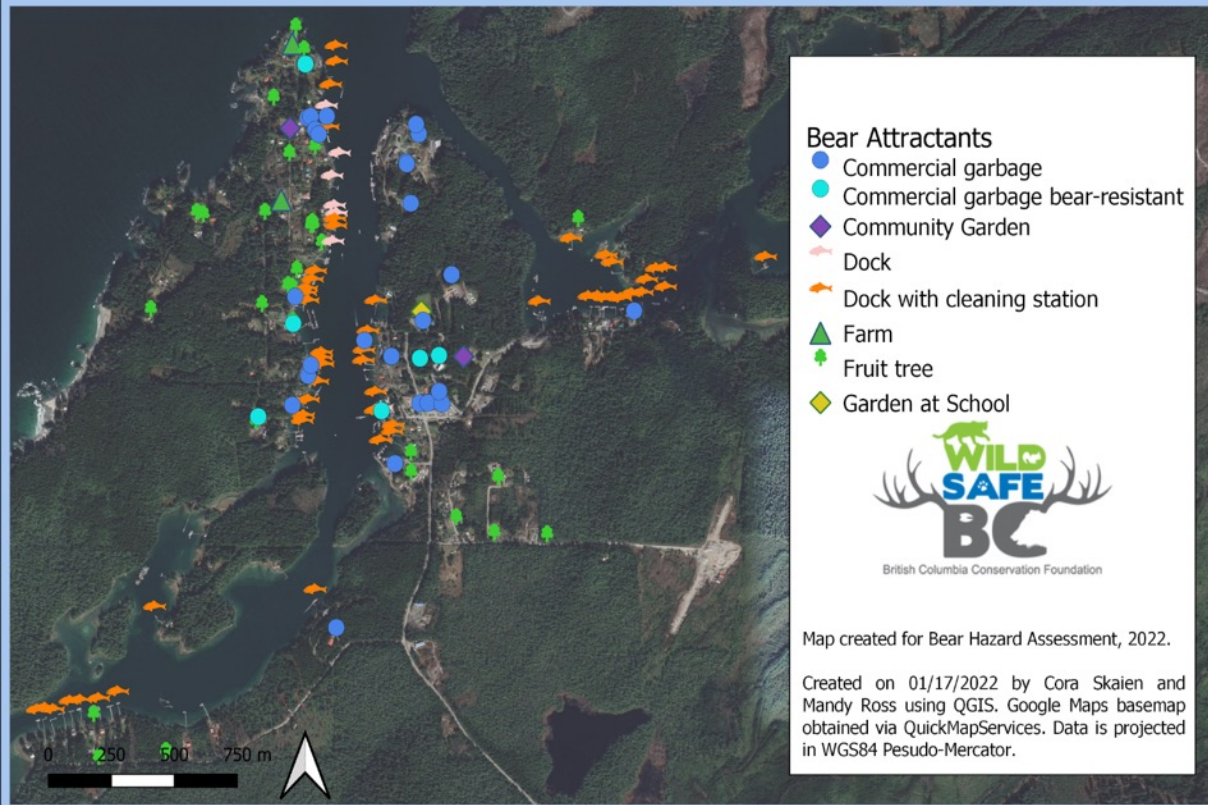 Bear Attractants
Commercial garbage
Commercial garbage bear-resistant
Community Garden
Dock
Dock with cleaning station
Farm
Fruit tree
Garden at School
WILD
SAFE
BC
British Columbia Conservation Foundation
Map created for Bear Hazard Assessment, 2022.
Created on 01/17/2022 by Cora Skaien and
Mandy Ross using QGIS. Google Maps basemap
obtained via QuickMapServices. Data is projected
in WGS84 Pesudo-Mercator.
0 250 500 750 m